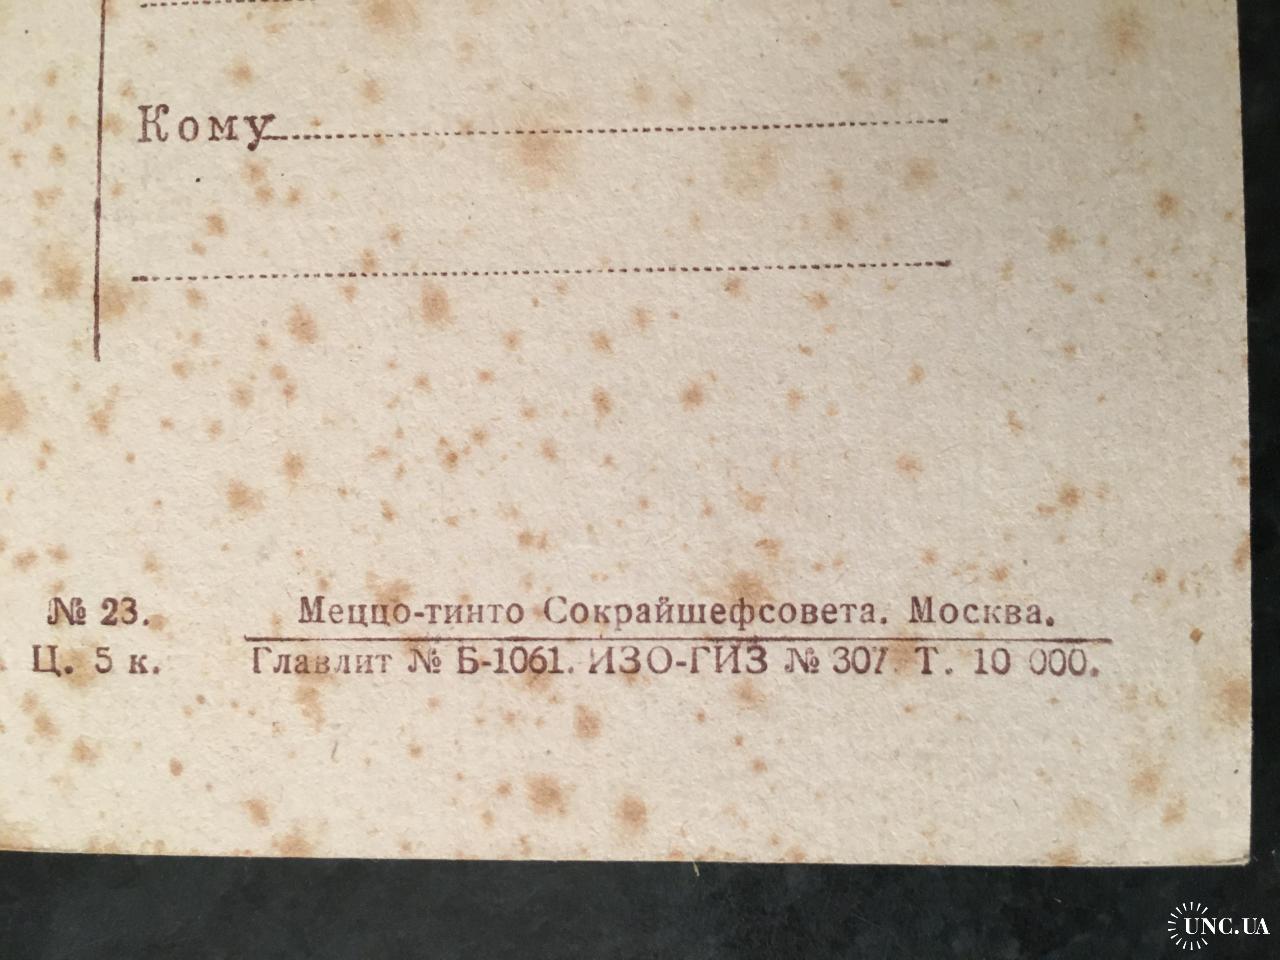 Кому
№ 23. Меццо-тинто Сокрайшефсовета. Москва.
Ц. 5 к. Главлит № Б-1061. ИЗО-ГИЗ № 307 Т. 10 000.
UNC.UA